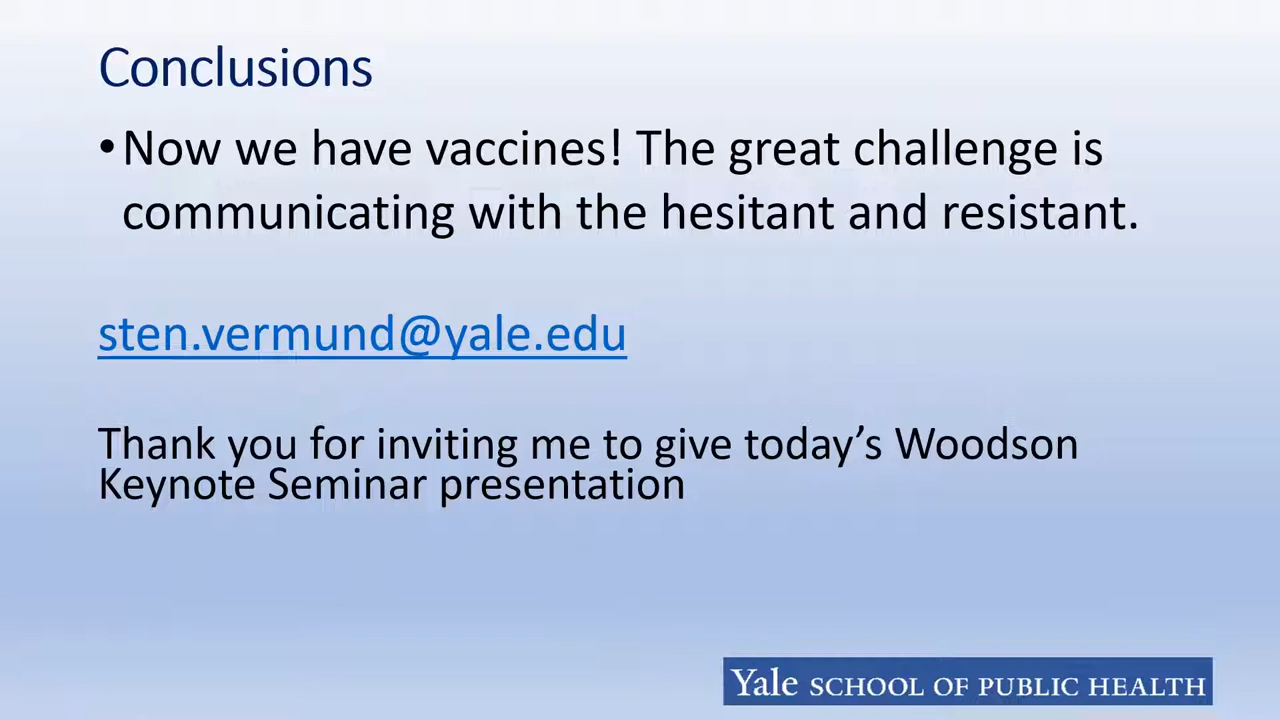 Conclusions
•Now we have vaccines! The great challenge is
communicating with the hesitant and resistant.
sten.vermund@yale.edu
Thank you for inviting me to give today’s Woodson
Keynote Seminar presentation
Yale SCHOOL OF PUBLIC HEALTH